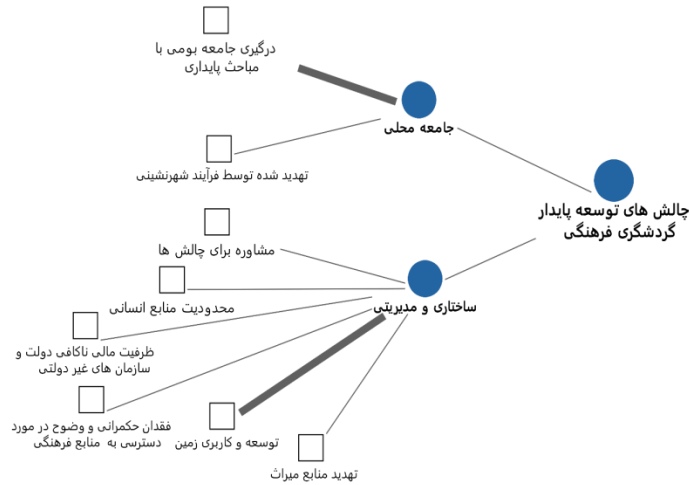 درگیری جامعه بومی با
مباحث پایداری
جامعه محلی
تهدید شده توسط فرآیند شهرنشینی
چالش های توسعه پایدار
گردشگری فرهنگی
مشاوره برای چالش ها
ساختاری و مدیریتی
محدودیت منابع انسانی
ظرفیت مالی ناکافی دولت و
سازمان های غیر دولتی
فقدان حکمرانی و وضوح در مورد
دسترسی به منابع فرهنگی
توسعه و کاربری زمین
تهدید منابع میراث